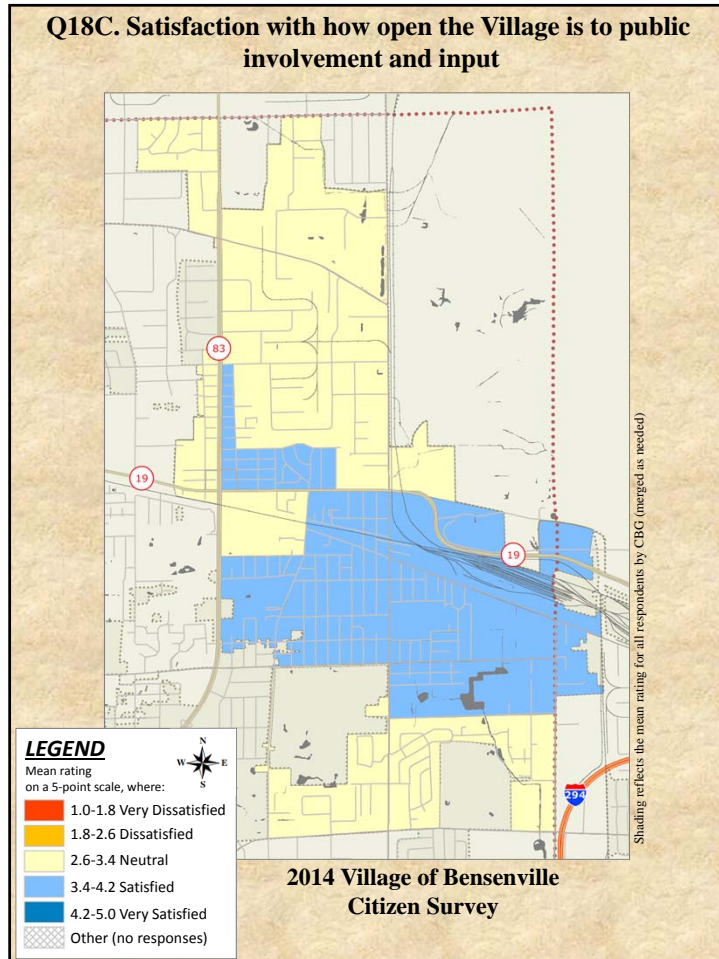 Q18C. Satisfaction with how open the Village is to public
involvement and input
83
19
19
294
Shading reflects the mean rating for all respondents by CBG (merged as needed)
LEGEND
Mean rating
on a 5-point scale, where:
N
W E
S
1.0-1.8 Very Dissatisfied
1.8-2.6 Dissatisfied
2.6-3.4 Neutral
3.4-4.2 Satisfied
4.2-5.0 Very Satisfied
Other (no responses)
2014 Village of Bensenville
Citizen Survey